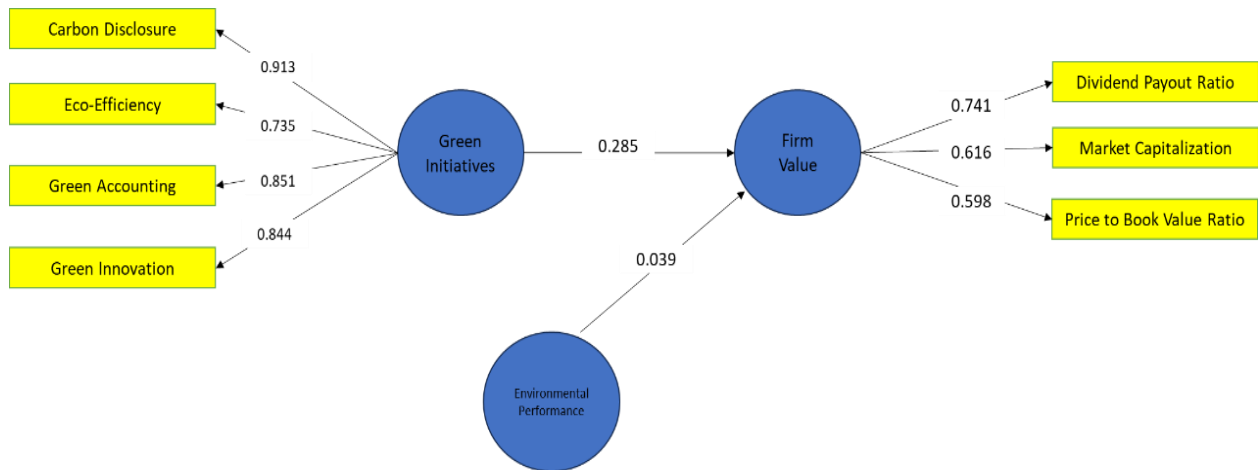 Carbon Disclosure
0.913
Eco-Efficiency
0.735
Green Accounting
0.851
Green Innovation
0.844
Green
Initiatives
0.285
Firm
Value
0.741
Dividend Payout Ratio
0.616
Market Capitalization
0.598
Price to Book Value Ratio
0.039
Environmental
Performance